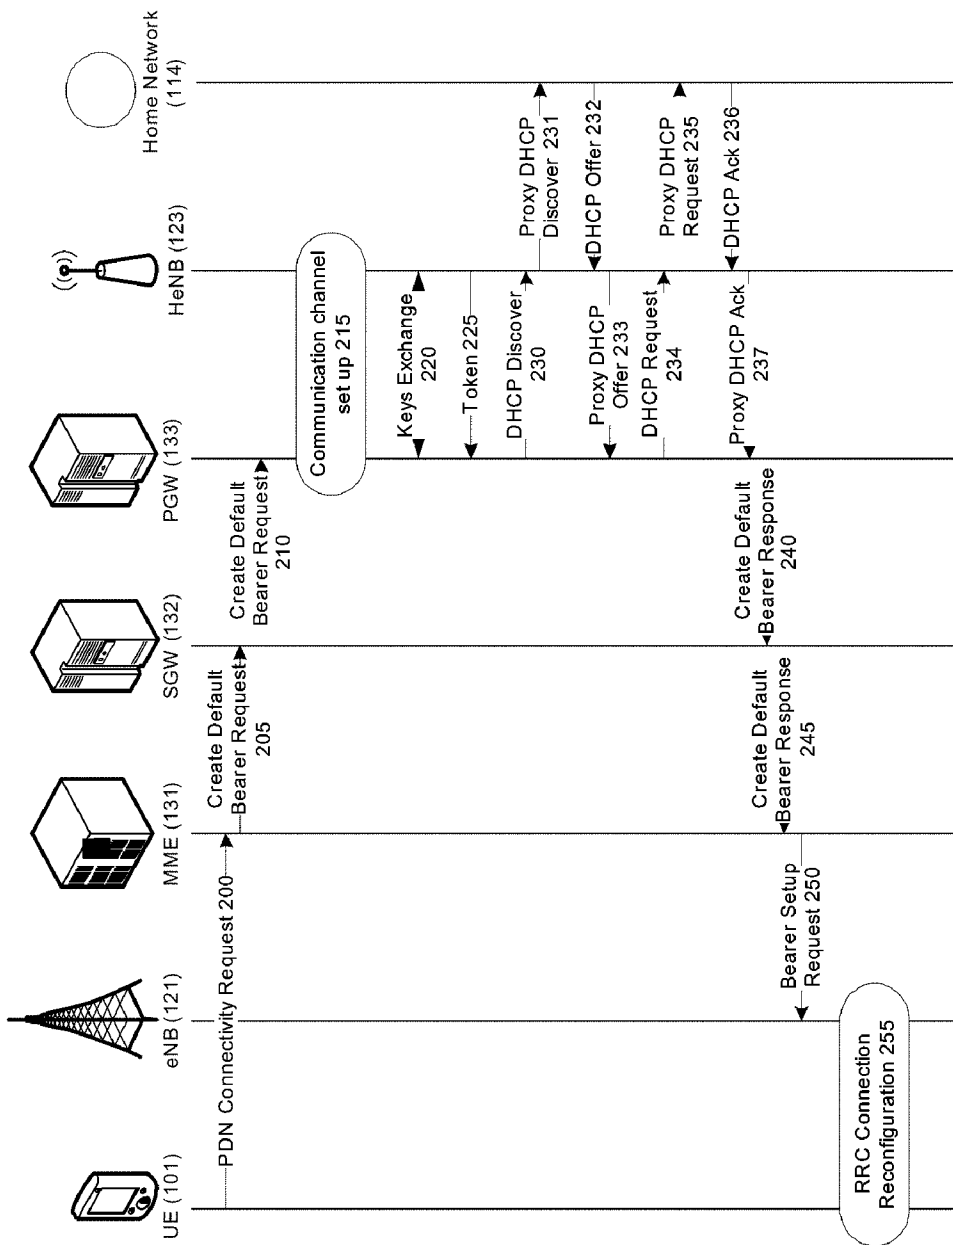 UE (101)
eNB (121)
MME (131)
SGW (132)
PGW (133)
HeNB (123)
Home Network
(114)
PDN Connectivity Request 200
Create Default
Bearer Request
205
Create Default
Bearer Request
210
Communication channel
set up 215
Keys Exchange
220
Token 225
DHCP Discover
230
Proxy DHCP
Discover 231
DHCP Offer 232
Proxy DHCP
Offer 233
DHCP Request
234
Proxy DHCP
Request 235
DHCP Ack 236
Proxy DHCP Ack
237
Create Default
Bearer Response
240
Create Default
Bearer Response
245
Bearer Setup
Request 250
RRC Connection
Reconfiguration 255